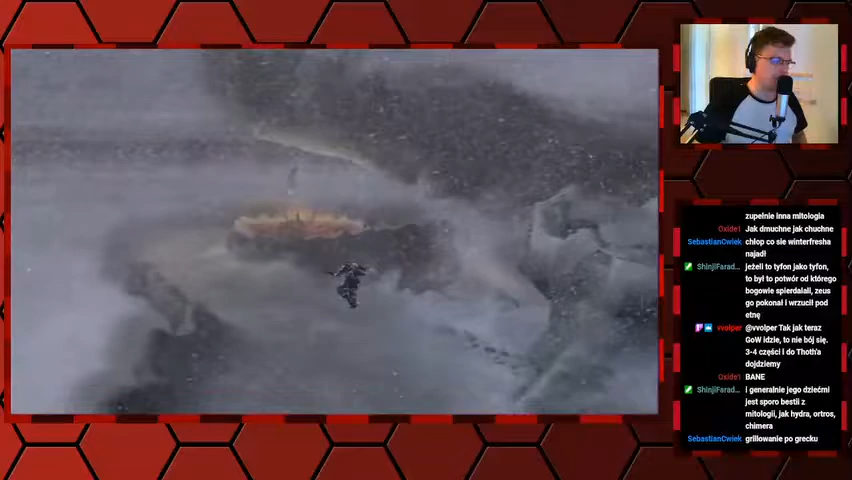 zupełnie inna mitologia
Oxide1 Jak dmuchne jak chuchne
SebastianCwiek chlop co sie winterfresha
najadł
ShinjiFarad... jeżeli to tyfon jako tyfon,
to był to potwór od którego
bogowie spierdalali, zeus
go pokonał i wrzucił pod
etnę
vvolper @vvolper Tak jak teraz
GoW idzie, to nie bój się.
3-4 części i do Thoth'a
dojdziemy
Oxide1 BANE
ShinjiFarad... i generalnie jego dziećmi
jest sporo bestii z
mitologii, jak hydra, ortros,
chimera
SebastianCwiek grillowanie po grecku